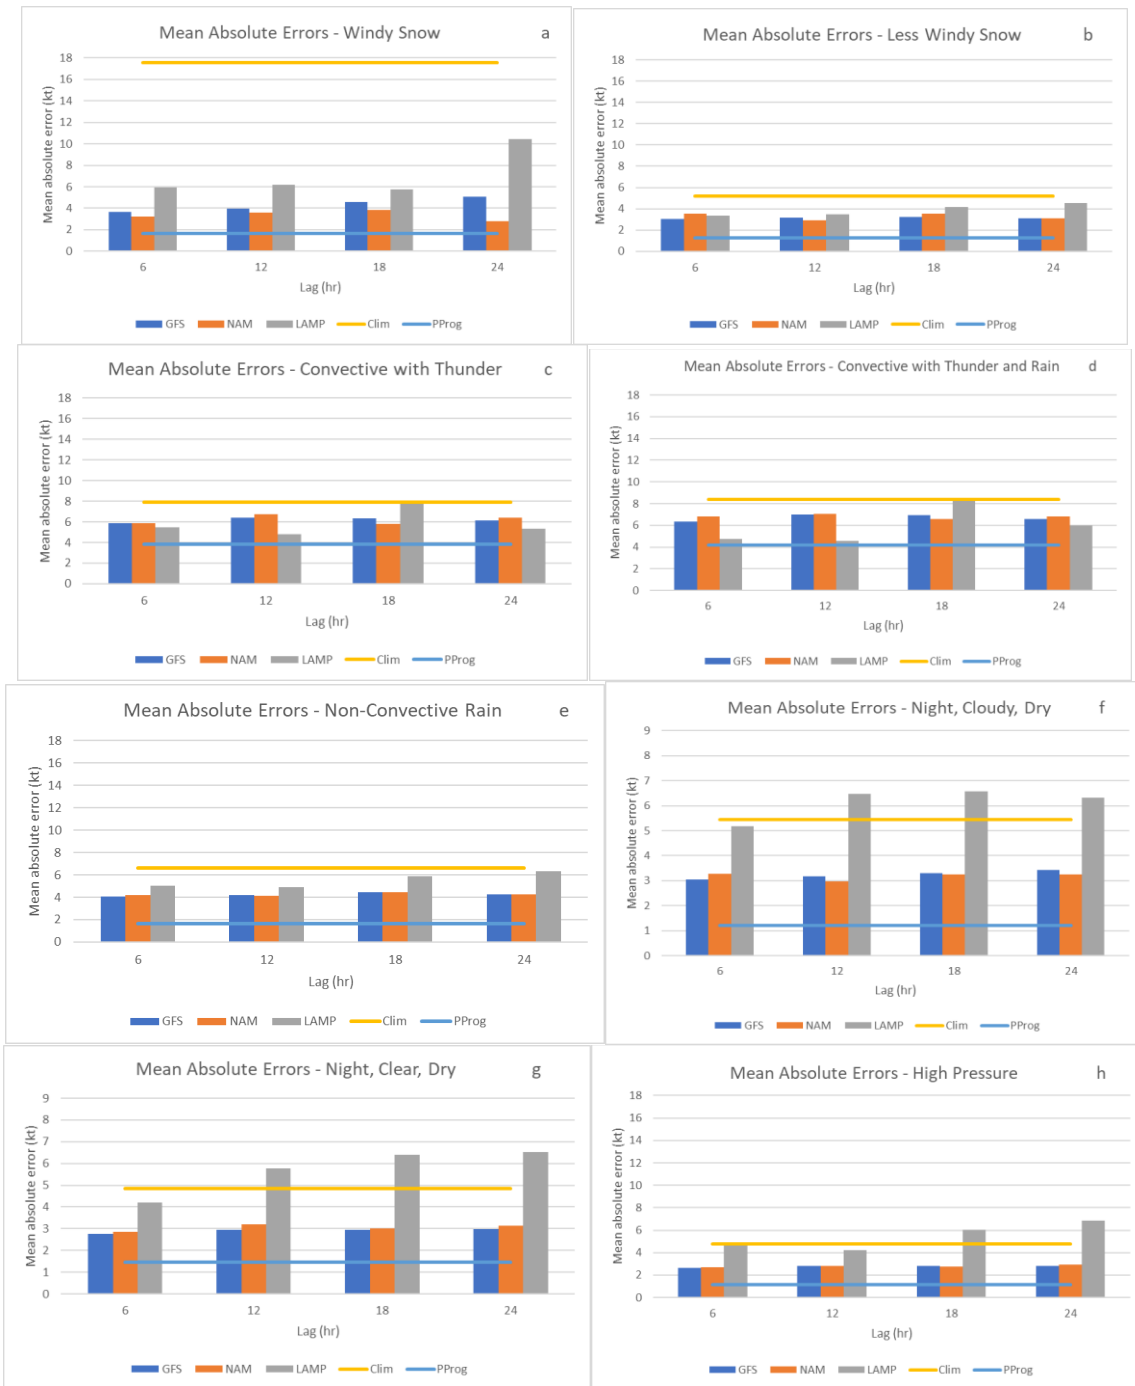 Mean Absolute Errors - Windy Snow a
Mean absolute error (kt)
18
16
14
12
10
8
6
4
2
0
6 12 18 24
Lag (hr)
GFS NAM LAMP Clim PProg
Mean Absolute Errors - Less Windy Snow b
Mean absolute error (kt)
18
16
14
12
10
8
6
4
2
0
6 12 18 24
Lag (hr)
GFS NAM LAMP Clim PProg
Mean Absolute Errors - Convective with Thunder c
Mean absolute error (kt)
18
16
14
12
10
8
6
4
2
0
6 12 18 24
Lag (hr)
GFS NAM LAMP Clim PProg
Mean Absolute Errors - Convective with Thunder and Rain d
Mean absolute error (kt)
18
16
14
12
10
8
6
4
2
0
6 12 18 24
Lag (hr)
GFS NAM LAMP Clim PProg
Mean Absolute Errors - Non-Convective Rain e
Mean absolute error (kt)
18
16
14
12
10
8
6
4
2
0
6 12 18 24
Lag (hr)
GFS NAM LAMP Clim PProg
Mean Absolute Errors - Night, Cloudy, Dry f
Mean absolute error (kt)
9
8
7
6
5
4
3
2
1
0
6 12 18 24
Lag (hr)
GFS NAM LAMP Clim PProg
Mean Absolute Errors - Night, Clear, Dry g
Mean absolute error (kt)
9
8
7
6
5
4
3
2
1
0
6 12 18 24
Lag (hr)
GFS NAM LAMP Clim PProg
Mean Absolute Errors - High Pressure h
Mean absolute error (kt)
18
16
14
12
10
8
6
4
2
0
6 12 18 24
Lag (hr)
GFS NAM LAMP Clim PProg